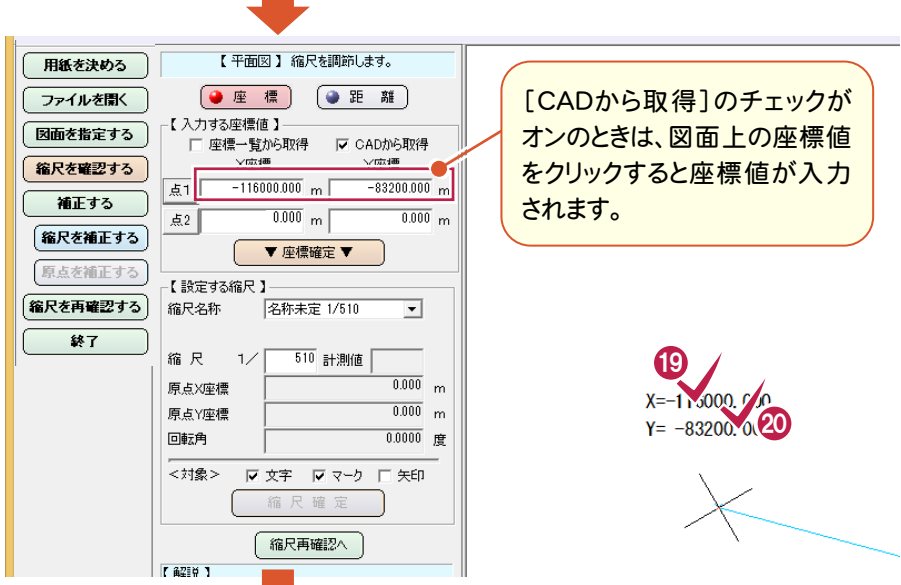 用紙を決める
ファイルを開く
図面を指定する
縮尺を確認する
補正する
縮尺を補正する
原点を補正する
縮尺を再確認する
終了
【 平面図 】 縮尺を調節します。
座 標
距 離
【 入力する座標値 】
座標一覧から取得
CADから取得
X座標
Y座標
点1 -116000.000 m -83200.000 m
点2 0.000 m 0.000 m
▼ 座標確定 ▼
【 設定する縮尺 】
縮尺名称 名称未定 1/510
縮 尺 1/ 510 計測値
原点X座標 0.000 m
原点Y座標 0.000 m
回転角 0.0000 度
<対象> 文字 マーク 矢印
縮 尺 確 定
縮尺再確認へ
【 解説 】
[CADから取得]のチェックが
オンのときは、図面上の座標値
をクリックすると座標値が入力
されます。
19
X=-116000.000
Y= -83200.000
20